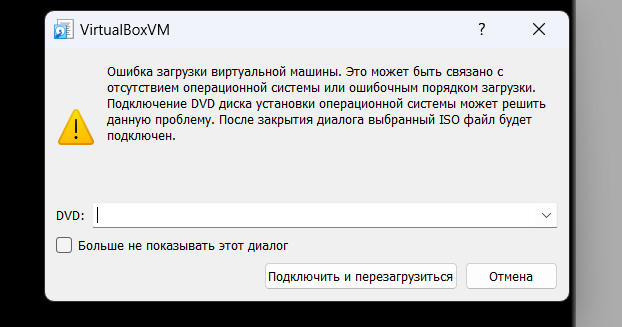 VirtualBoxVM
?
Ошибка загрузки виртуальной машины. Это может быть связано с
отсутствием операционной системы или ошибочным порядком загрузки.
Подключение DVD диска установки операционной системы может решить
данную проблему. После закрытия диалога выбранный ISO файл будет
подключен.
DVD:
Больше не показывать этот диалог
Подключить и перезагрузиться Отмена